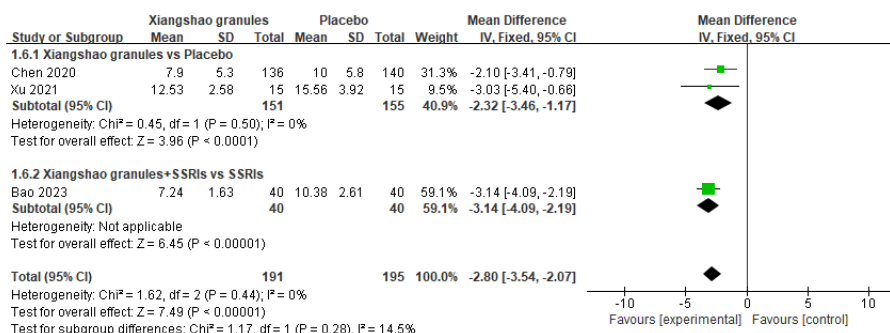 Xiangshao granules Placebo Mean Difference Mean Difference
Study or Subgroup Mean SD Total Mean SD Total Weight IV, Fixed, 95% CI IV, Fixed, 95% CI
1.6.1 Xiangshao granules vs Placebo
Chen 2020 7.9 5.3 136 10 5.8 140 31.3% -2.10 [-3.41, -0.79]
Xu 2021 12.53 2.58 15 15.56 3.92 15 9.5% -3.03 [-5.40, -0.66]
Subtotal (95% CI) 151 155 40.9% -2.32 [-3.46, -1.17]
Heterogeneity: Chi² = 0.45, df = 1 (P = 0.50); I² = 0%
Test for overall effect: Z = 3.96 (P < 0.0001)
1.6.2 Xiangshao granules+SSRIs vs SSRIs
Bao 2023 7.24 1.63 40 10.38 2.61 40 59.1% -3.14 [-4.09, -2.19]
Subtotal (95% CI) 40 40 59.1% -3.14 [-4.09, -2.19]
Heterogeneity: Not applicable
Test for overall effect: Z = 6.45 (P < 0.00001)
Total (95% CI) 191 195 100.0% -2.80 [-3.54, -2.07]
Heterogeneity: Chi² = 1.62, df = 2 (P = 0.44); I² = 0%
Test for overall effect: Z = 7.49 (P < 0.00001)
Test for subgroup differences: Chi² = 1.17, df = 1 (P = 0.28), I² = 14.5%
-10 -5 0 5 10
Favours [experimental] Favours [control]